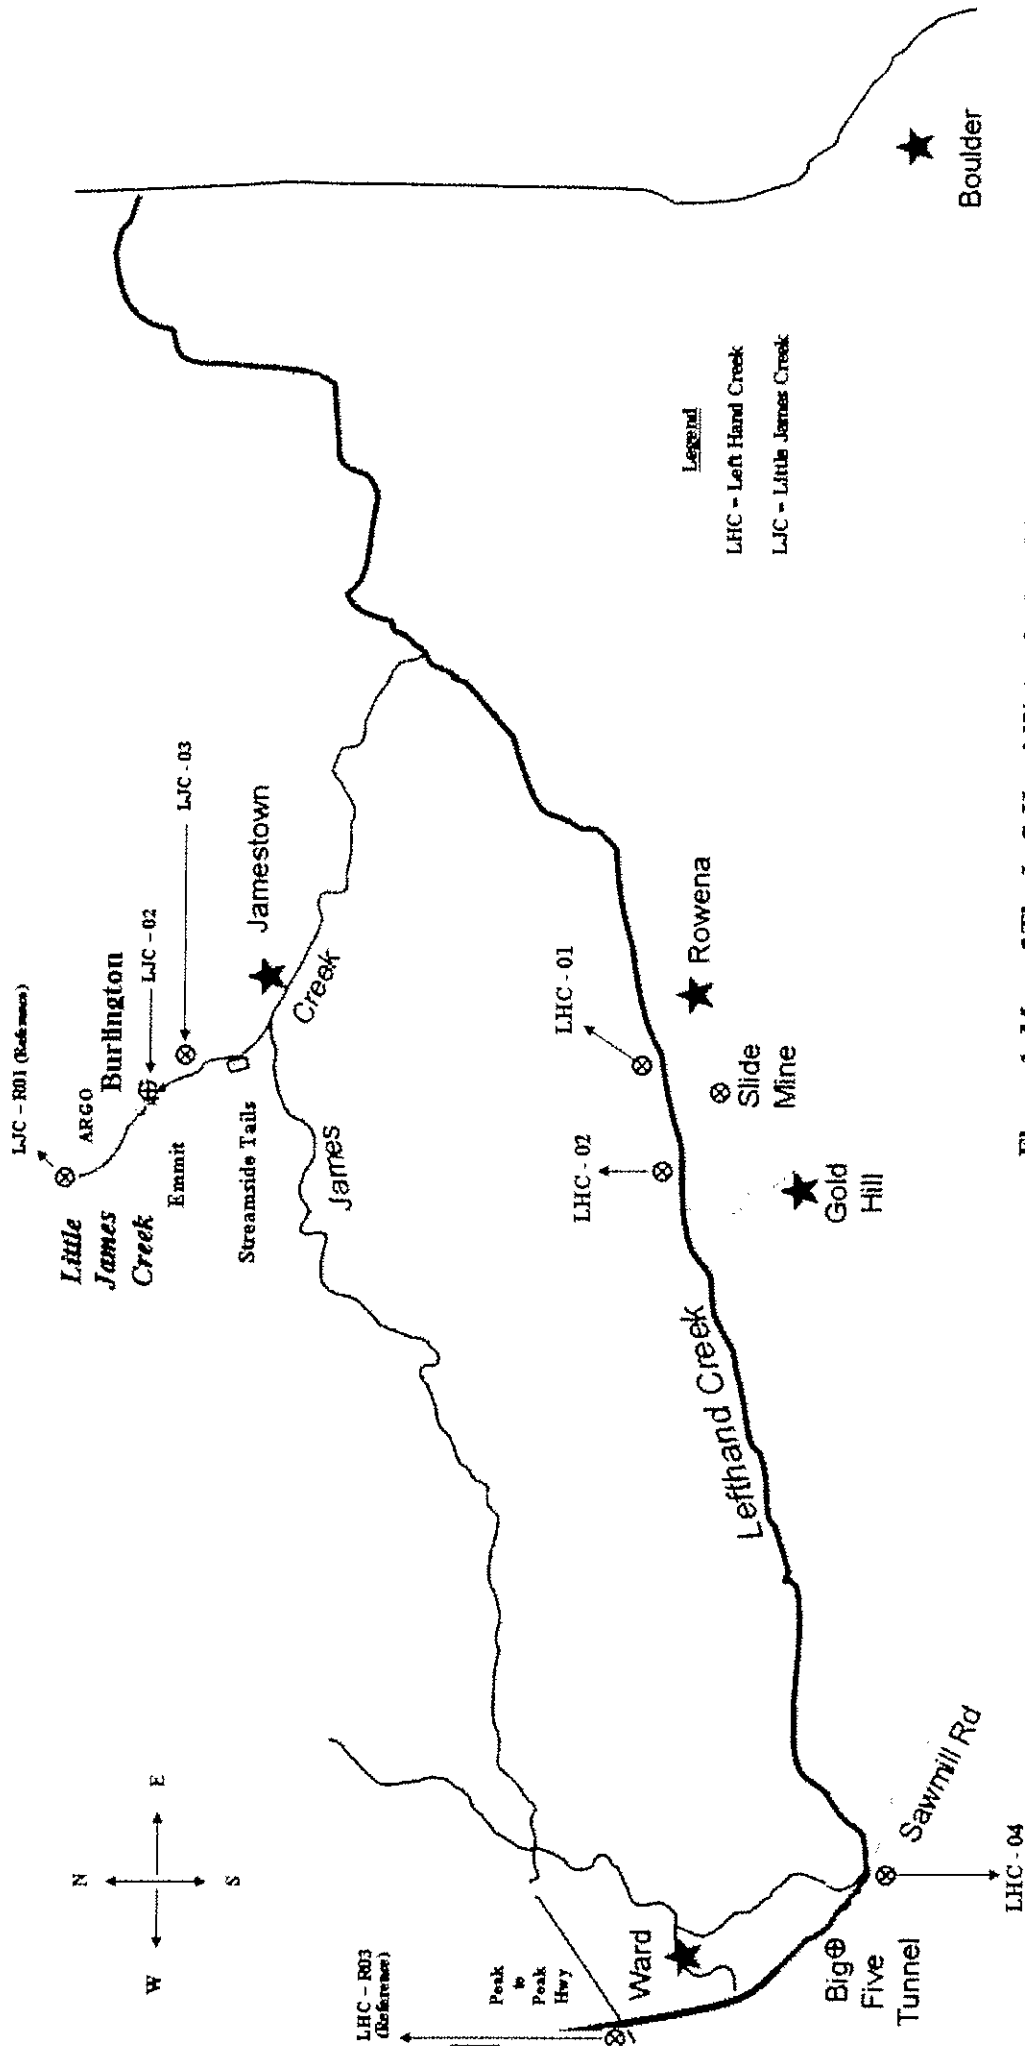 N
W
E
S
LHC - R03
(Reference)
Peak
to
Peak
Hwy
Ward
Big
Five
Tunnel
LHC - 04
Sawmill Rd
Lefthand Creek
LJC - R01 (Reference)
Little
James
Creek
ARGO
Burlington
LJC - 02
Emmit
LJC - 03
Streamside Tails
Jamestown
James
Creek
LHC - 02
LHC - 01
Gold
Hill
Slide
Mine
Rowena
Legend
LHC - Left Hand Creek
LJC - Little James Creek
Boulder